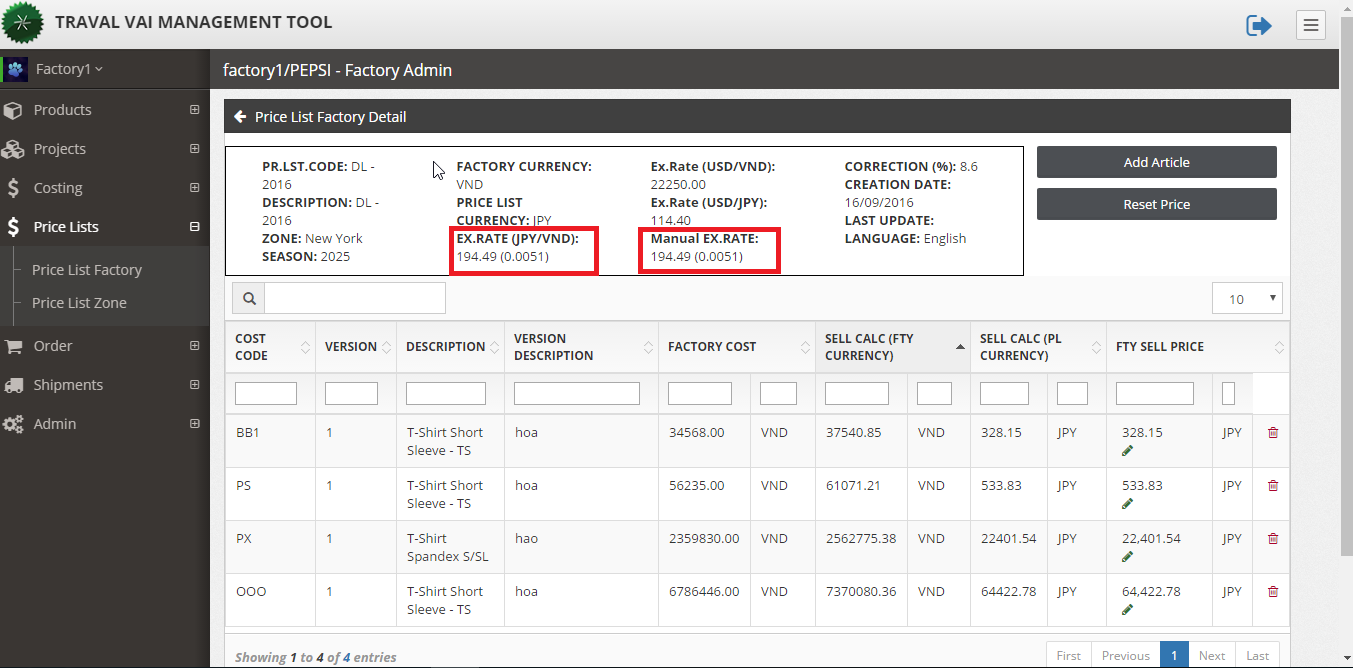 TRAVAL VAI MANAGEMENT TOOL
Factory1
factory1/PEPSI - Factory Admin
Products
Projects
Costing
Price Lists
Price List Factory
Price List Zone
Order
Shipments
Admin
Price List Factory Detail
PR.LST.CODE: DL -
2016
DESCRIPTION: DL -
2016
ZONE: New York
SEASON: 2025
FACTORY CURRENCY:
VND
PRICE LIST
CURRENCY: JPY
EX.RATE (JPY/VND):
194.49 (0.0051)
Ex.Rate (USD/VND):
22250.00
Ex.Rate (USD/JPY):
114.40
Manual EX.RATE:
194.49 (0.0051)
CORRECTION (%): 8.6
CREATION DATE:
16/09/2016
LAST UPDATE:
LANGUAGE: English
Add Article
Reset Price
10
COST
CODE
VERSION
DESCRIPTION
VERSION
DESCRIPTION
FACTORY COST
SELL CALC (FTY
CURRENCY)
SELL CALC (PL
CURRENCY)
FTY SELL PRICE
BB1 1 T-Shirt Short hoa 34568.00 VND 37540.85 VND 328.15 JPY 328.15 JPY
Sleeve - TS
PS 1 T-Shirt Short hoa 56235.00 VND 61071.21 VND 533.83 JPY 533.83 JPY
Sleeve - TS
PX 1 T-Shirt hao 2359830.00 VND 2562775.38 VND 22401.54 JPY 22,401.54 JPY
Spandex S/SL
OOO 1 T-Shirt Short hoa 6786446.00 VND 7370080.36 VND 64422.78 JPY 64,422.78 JPY
Sleeve - TS
Showing 1 to 4 of 4 entries
First Previous 1 Next Last